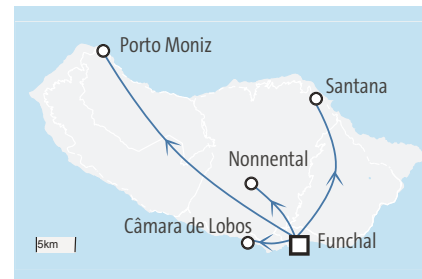 Porto Moniz
Santana
Nonnental
Câmara de Lobos
Funchal
5km